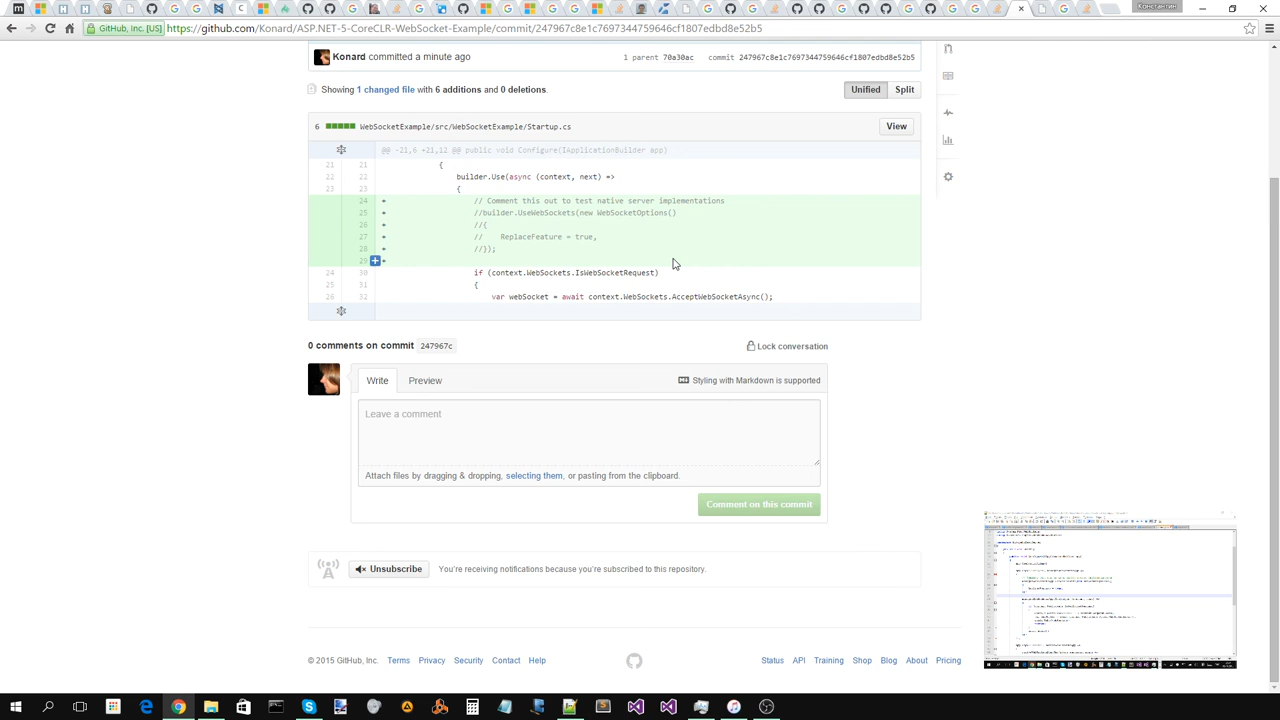 Константин
GitHub, Inc. [US]
https://github.com/Konard/ASP.NET-5-CoreCLR-WebSocket-Example/commit/247967c8e1c7697344759646cf1807edbd8e52b5
Konard committed a minute ago
1 parent 70a30ac commit 247967c8e1c7697344759646cf1807edbd8e52b5
Showing 1 changed file with 6 additions and 0 deletions.
Unified Split
6 WebSocketExample/src/WebSocketExample/Startup.cs
View
@@ -21,6 +21,12 @@ public void Configure(IApplicationBuilder app)
21 21 {
22 22 builder.Use(async (context, next) =>
23 23 {
24 + // Comment this out to test native server implementations
25 + //builder.UseWebSockets(new WebSocketOptions()
26 + //{
27 + // ReplaceFeature = true,
28 + //});
29 +
24 30 if (context.WebSockets.IsWebSocketRequest)
25 31 {
26 32 var webSocket = await context.WebSockets.AcceptWebSocketAsync();
0 comments on commit 247967c
Lock conversation
Write Preview
Styling with Markdown is supported
Leave a comment
Attach files by dragging & dropping, selecting them, or pasting from the clipboard.
Comment on this commit
Unsubscribe
You're receiving notifications because you're subscribed to this repository.
© 2015 GitHub, Inc. Terms Privacy Security Contact Help
Status API Training Shop Blog About Pricing